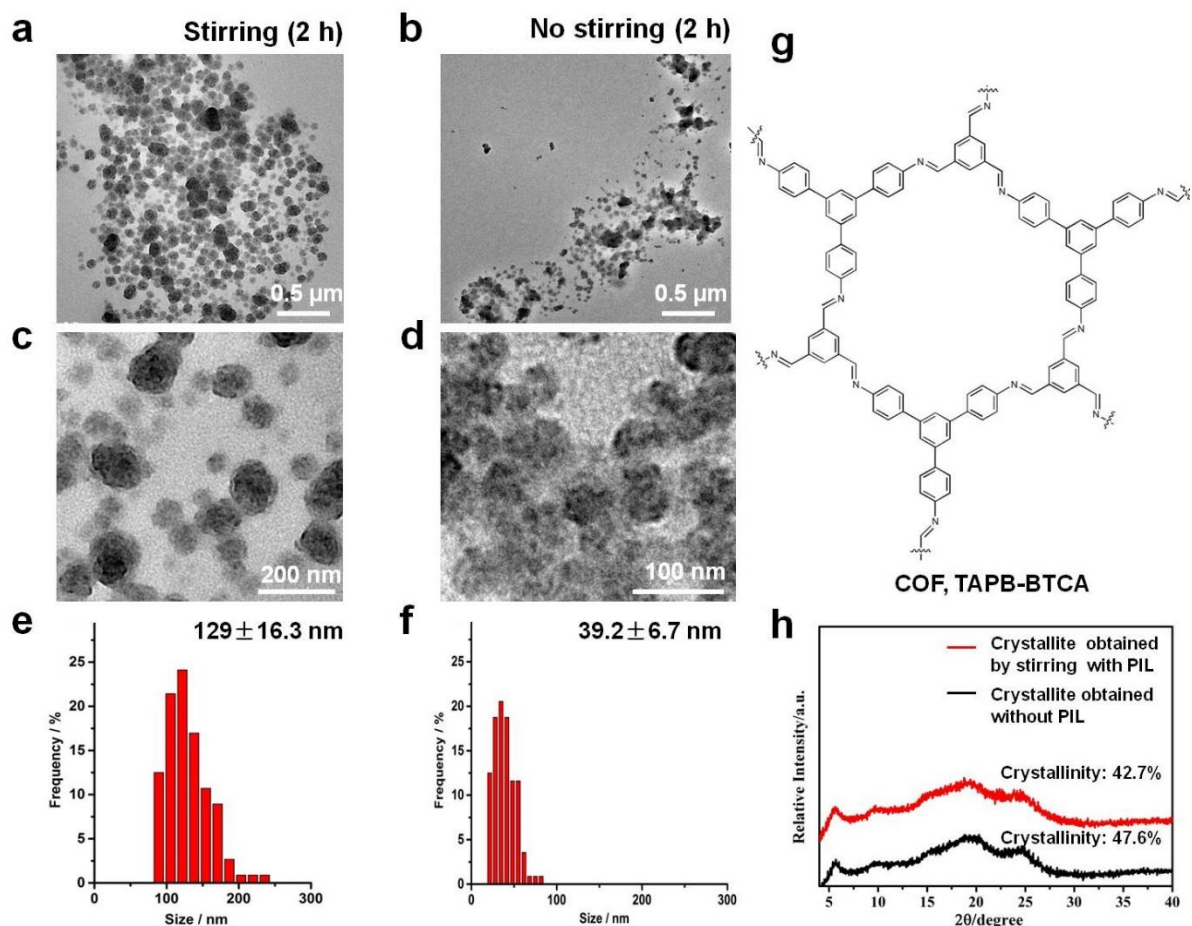 a
Stirring (2 h)
0.5 µm
b
No stirring (2 h)
0.5 µm
c
200 nm
d
100 nm
e
129±16.3 nm
Frequency / %
25
20
15
10
5
0
0
100
200
300
Size / nm
f
39.2±6.7 nm
Frequency / %
25
20
15
10
5
0
0
100
200
300
Size / nm
g
N
N
N
N
N
N
N
N
N
N
N
N
COF, TAPB-BTCA
h
Crystallite obtained
by stirring with PIL
Crystallite obtained
without PIL
Crystallinity: 42.7%
Crystallinity: 47.6%
Relative Intensity/a.u.
5
10
15
20
25
30
35
40
2θ/degree